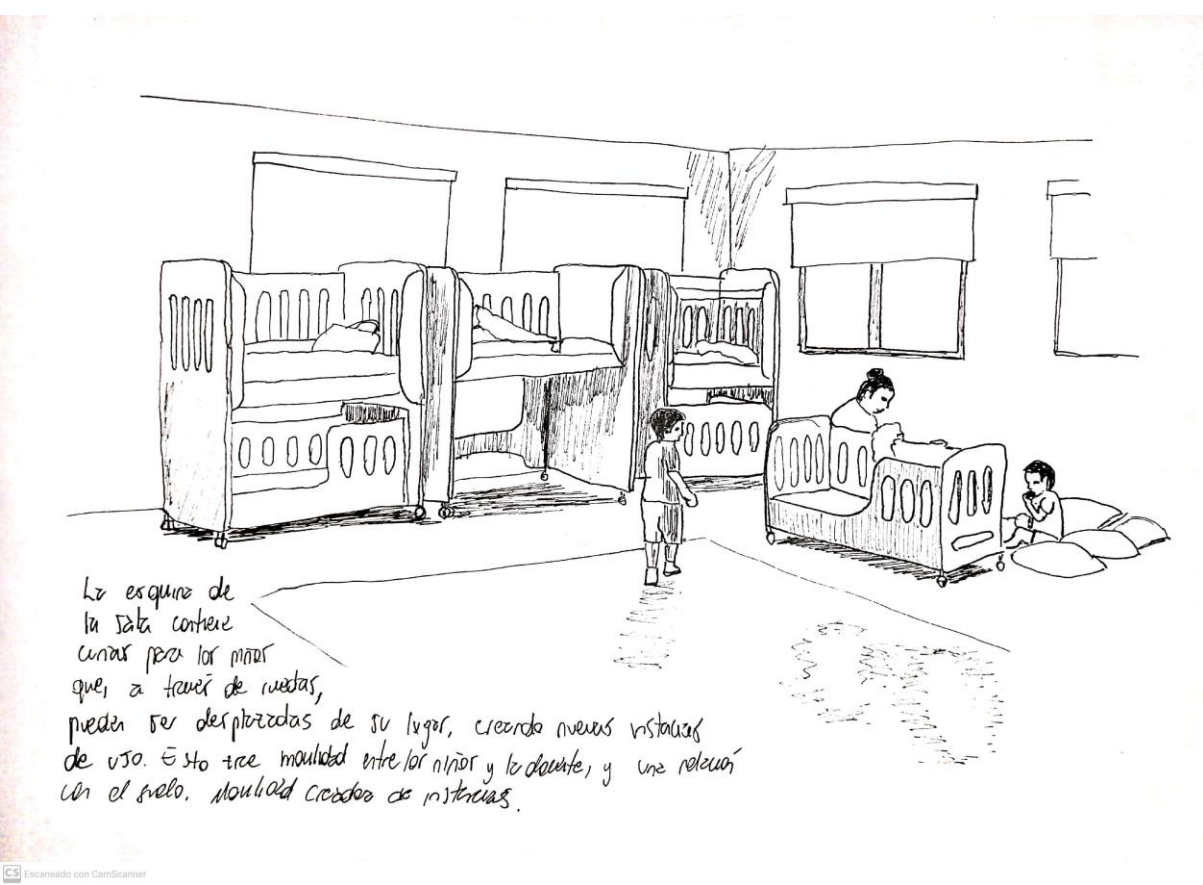 La esquina de
la sala contiene
cunas para los niños
que, a través de ruedas,
pueden ser desplazadas de su lugar, creando nuevas instancias
de uso. Esto trae movilidad entre los niños y la docente, y una relación
con el suelo. Movilidad creadora de instancias.
CS Escaneado con CamScanner